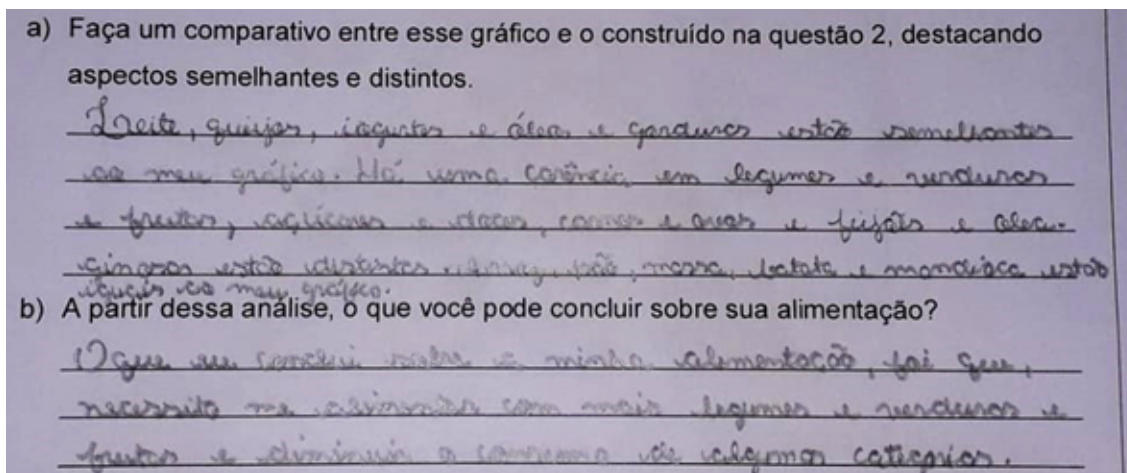 a) Faça um comparativo entre esse gráfico e o construído na questão 2, destacando
aspectos semelhantes e distintos.
Leite, queijos, iogurtes e óleos e gorduras estão semelhantes
ao meu gráfico. Há uma carência em legumes e verduras
e frutas, açúcares e doces, carnes e ovos e feijões e oleo-
ginosas estão distintos. Arroz, pão, massa, batata e mandioca estão
iguais ao meu gráfico.
b) A partir dessa análise, o que você pode concluir sobre sua alimentação?
O que eu conclui sobre a minha alimentação, foi que,
necessito me com mais legumes e verduras e
frutas e diminuir o consumo de algumas categorias.